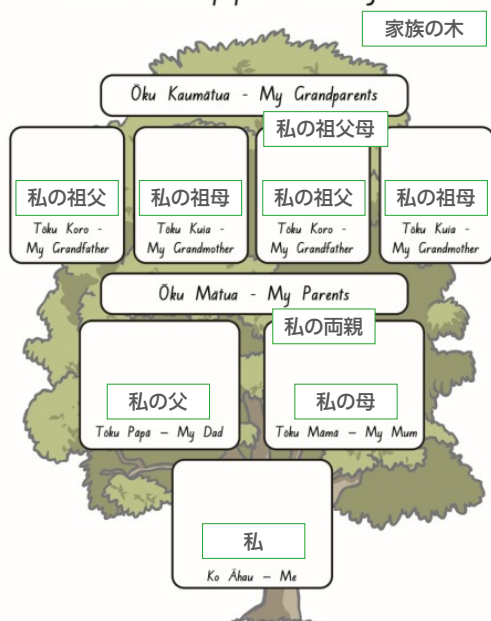 家族の木
Ōku Kaumātua - My Grandparents
私の祖父母
私の祖父
私の祖母
私の祖父
私の祖母
Tōku Koro -
My Grandfather
Tōku Kuia -
My Grandmother
Tōku Koro -
My Grandfather
Tōku Kuia -
My Grandmother
Ōku Mātua - My Parents
私の両親
私の父
私の母
Tōku Pāpā – My Dad
Tōku Māmā – My Mum
私
Ko Āhau – Me